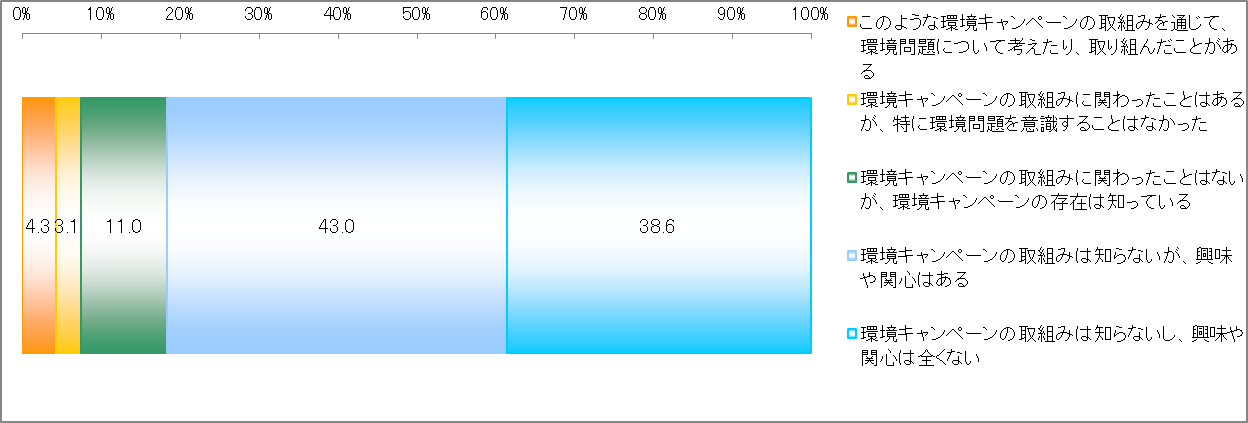 0% 10% 20% 30% 40% 50% 60% 70% 80% 90% 100%
4.3 3.1 11.0 43.0 38.6
このような環境キャンペーンの取組みを通じて、
環境問題について考えたり、取り組んだことがあ
る
環境キャンペーンの取組みに関わったことはある
が、特に環境問題を意識することはなかった
環境キャンペーンの取組みに関わったことはない
が、環境キャンペーンの存在は知っている
環境キャンペーンの取組みは知らないが、興味
や関心はある
環境キャンペーンの取組みは知らないし、興味や
関心は全くない